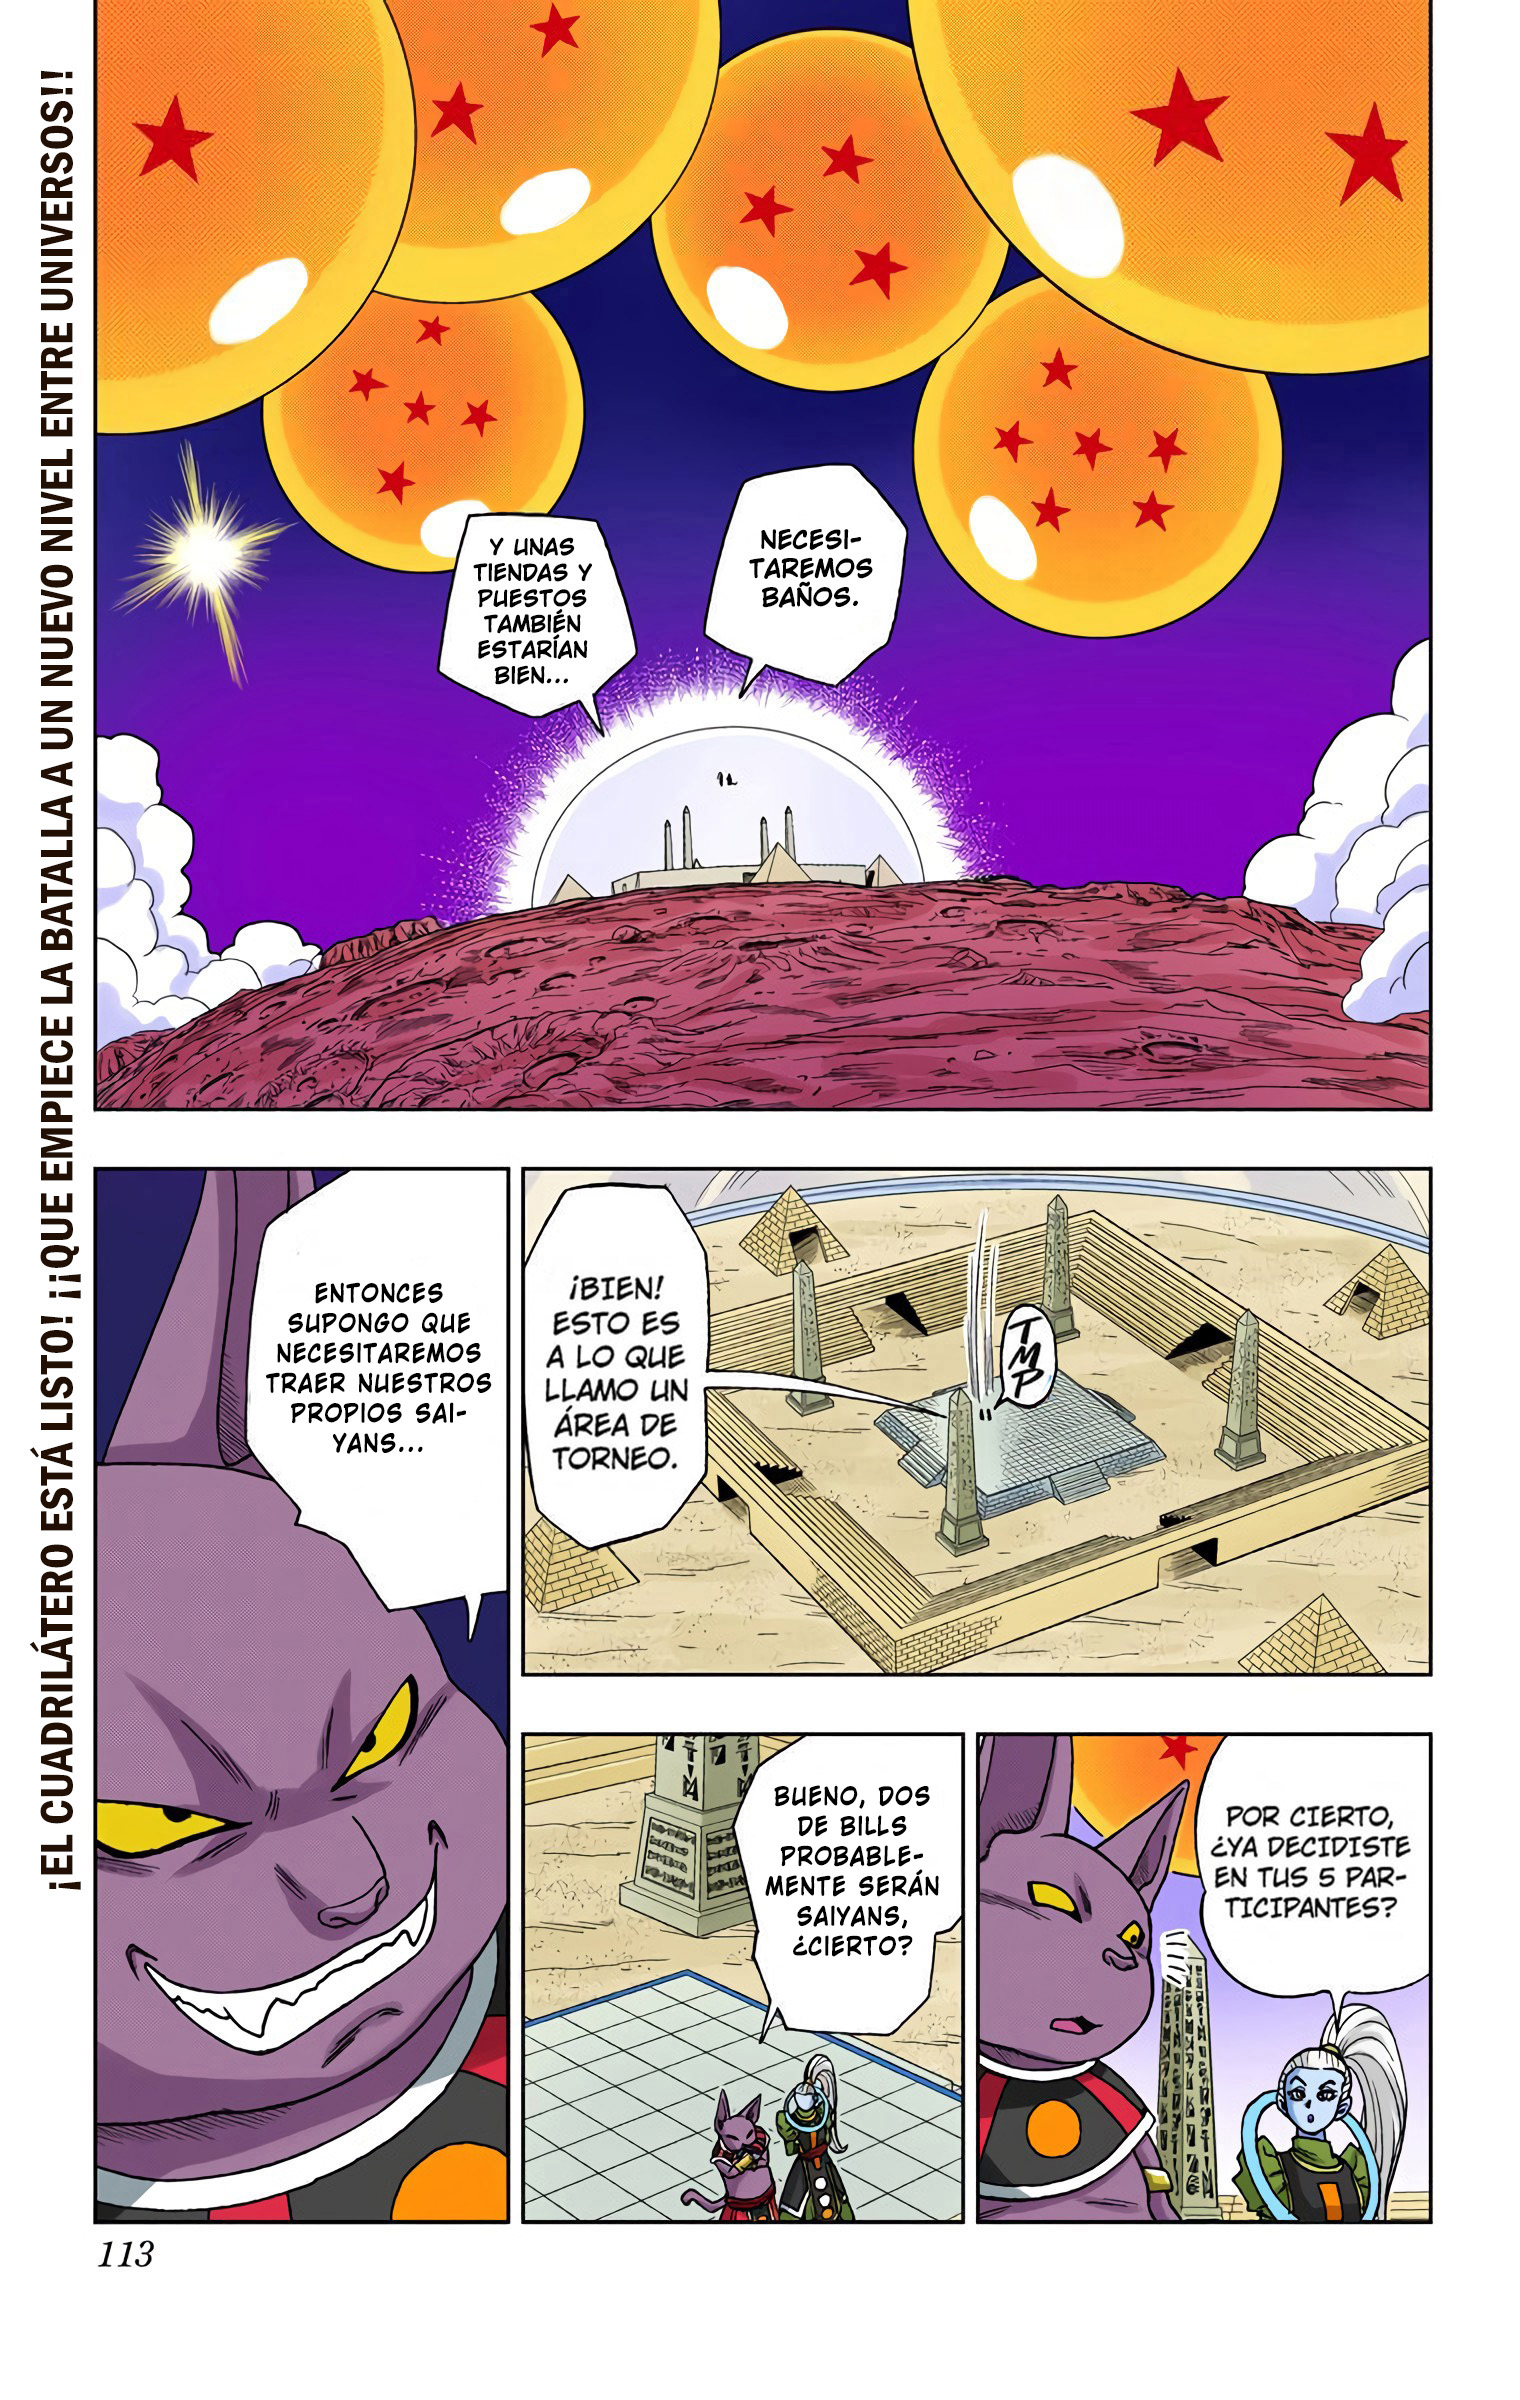 ¡EL CUADRILÁTERO ESTÁ LISTO! ¡¡QUE EMPIECE LA BATALLA A UN NUEVO NIVEL ENTRE UNIVERSOS!!
NECESI-
TAREMOS
BAÑOS.
Y UNAS
TIENDAS Y
PUESTOS
TAMBIÉN
ESTARÍAN
BIEN...
TMP
¡BIEN!
ESTO ES
A LO QUE
LLAMO UN
ÁREA DE
TORNEO.
POR CIERTO,
¿YA DECIDISTE
EN TUS 5 PAR-
TICIPANTES?
BUENO, DOS
DE BILLS
PROBABLE-
MENTE SERÁN
SAIYANS,
¿CIERTO?
ENTONCES
SUPONGO QUE
NECESITAREMOS
TRAER NUESTROS
PROPIOS SAI-
YANS...
113